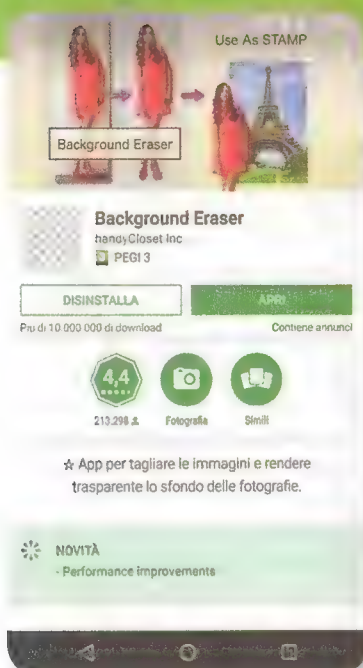 Use As STAMP
Background Eraser
Background Eraser
handyCloset Inc
PEGI 3
DISINSTALLA
APRI
Più di 10 000 000 di download
Contiene annunci
4,4
213.298
Fotografia
Simili
☆ App per tagliare le immagini e rendere
trasparente lo sfondo delle fotografie.
NOVITÀ
- Performance improvements